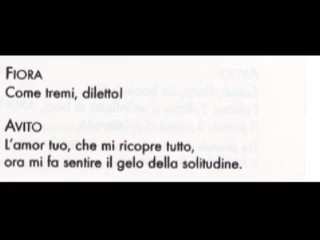 FIORA
Come tremi, diletto!
AVITO
L'amor tuo, che mi ricopre tutto,
ora mi fa sentire il gelo della solitudine.